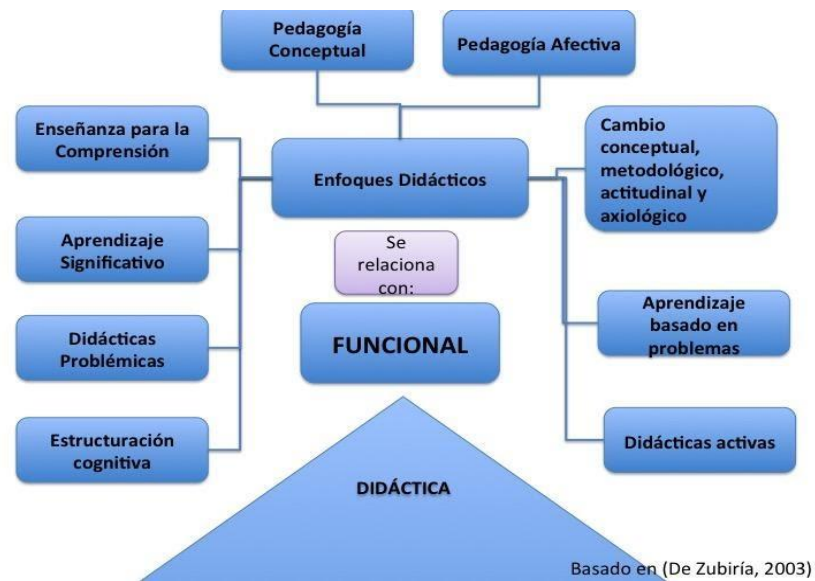 Pedagogía
Conceptual
Pedagogía Afectiva
Enseñanza para la
Comprensión
Enfoques Didácticos
Cambio
conceptual,
metodológico,
actitudinal y
axiológico
Aprendizaje
Significativo
Se
relaciona
con:
Didácticas
Problémicas
FUNCIONAL
Aprendizaje
basado en
problemas
Estructuración
cognitiva
Didácticas activas
DIDÁCTICA
Basado en (De Zubiría, 2003)